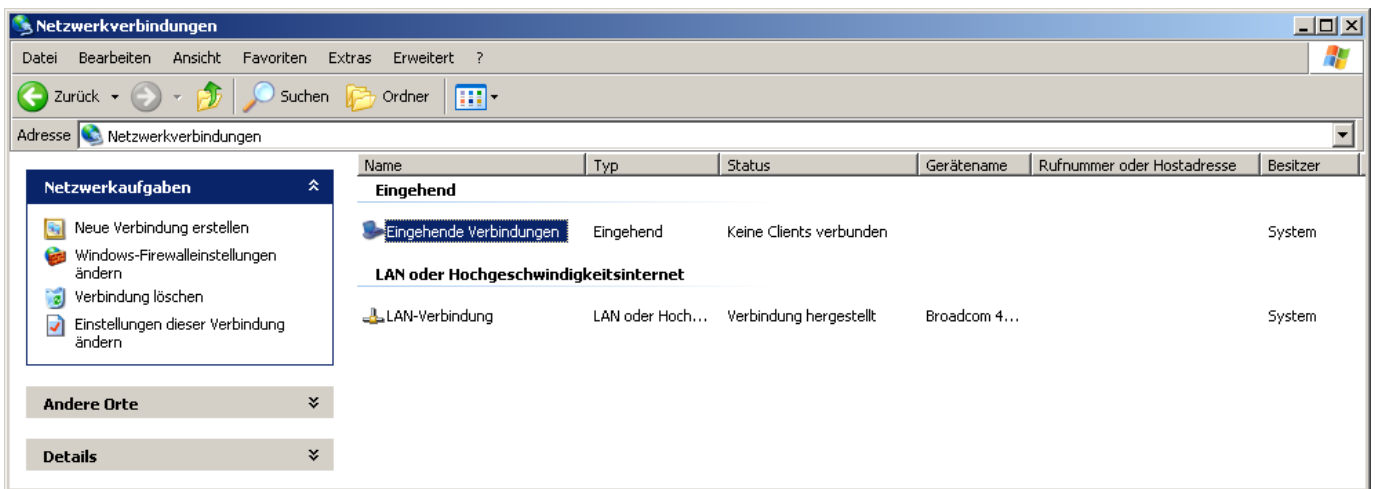 Netzwerkverbindungen
Datei Bearbeiten Ansicht Favoriten Extras Erweitert ?
Zurück Suchen Ordner
Adresse Netzwerkverbindungen
Netzwerkaufgaben
Neue Verbindung erstellen
Windows-Firewalleinstellungen
ändern
Verbindung löschen
Einstellungen dieser Verbindung
ändern
Andere Orte
Details
Name Typ Status Gerätename Rufnummer oder Hostadresse Besitzer
Eingehend
Eingehende Verbindungen Eingehend Keine Clients verbunden System
LAN oder Hochgeschwindigkeitsinternet
LAN-Verbindung LAN oder Hoch... Verbindung hergestellt Broadcom 4... System